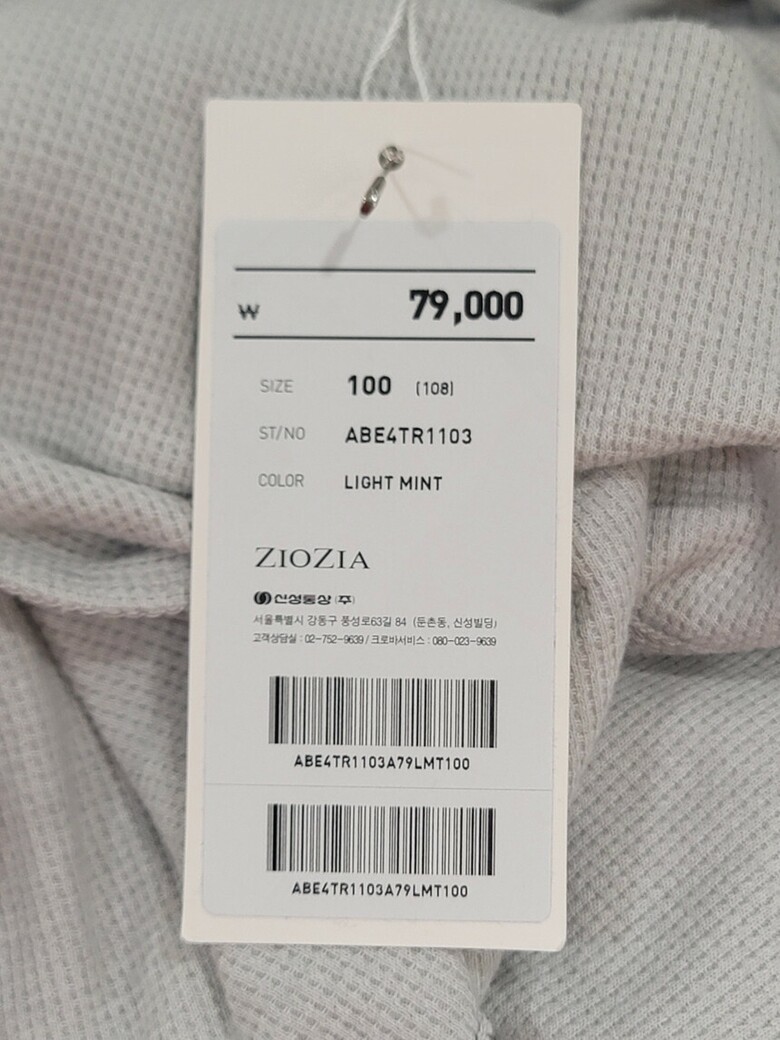 ₩ 79,000
SIZE 100 (108)
ST/NO ABE4TR1103
COLOR LIGHT MINT
ZIOZIA
신성통상(주)
서울특별시 강동구 풍성로63길 84 (둔촌동, 신성빌딩)
고객상담실 : 02-752-9639 / 크로바서비스 : 080-023-9639
ABE4TR1103A79LMT100
ABE4TR1103A79LMT100